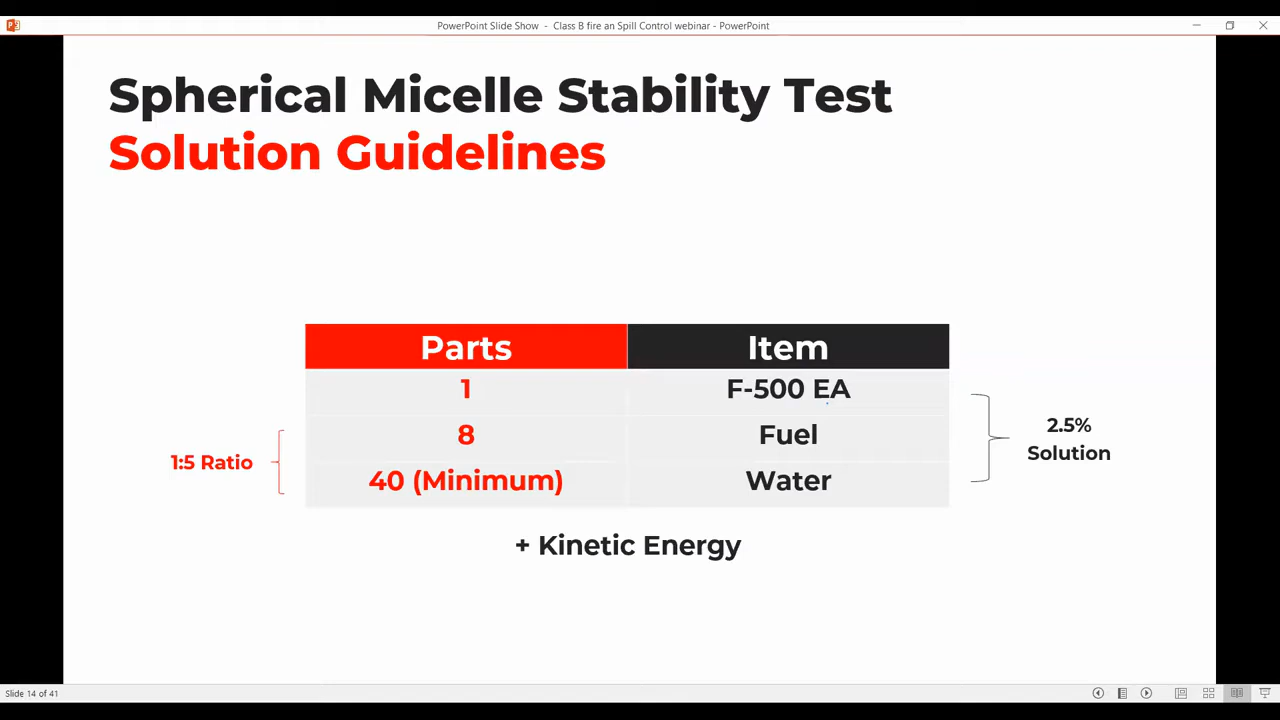 PowerPoint Slide Show - Class B fire an Spill Control webinar - PowerPoint
Spherical Micelle Stability Test
Solution Guidelines
Parts Item
1 F-500 EA
8 Fuel
40 (Minimum) Water
1:5 Ratio
2.5%
Solution
+ Kinetic Energy
Slide 14 of 41